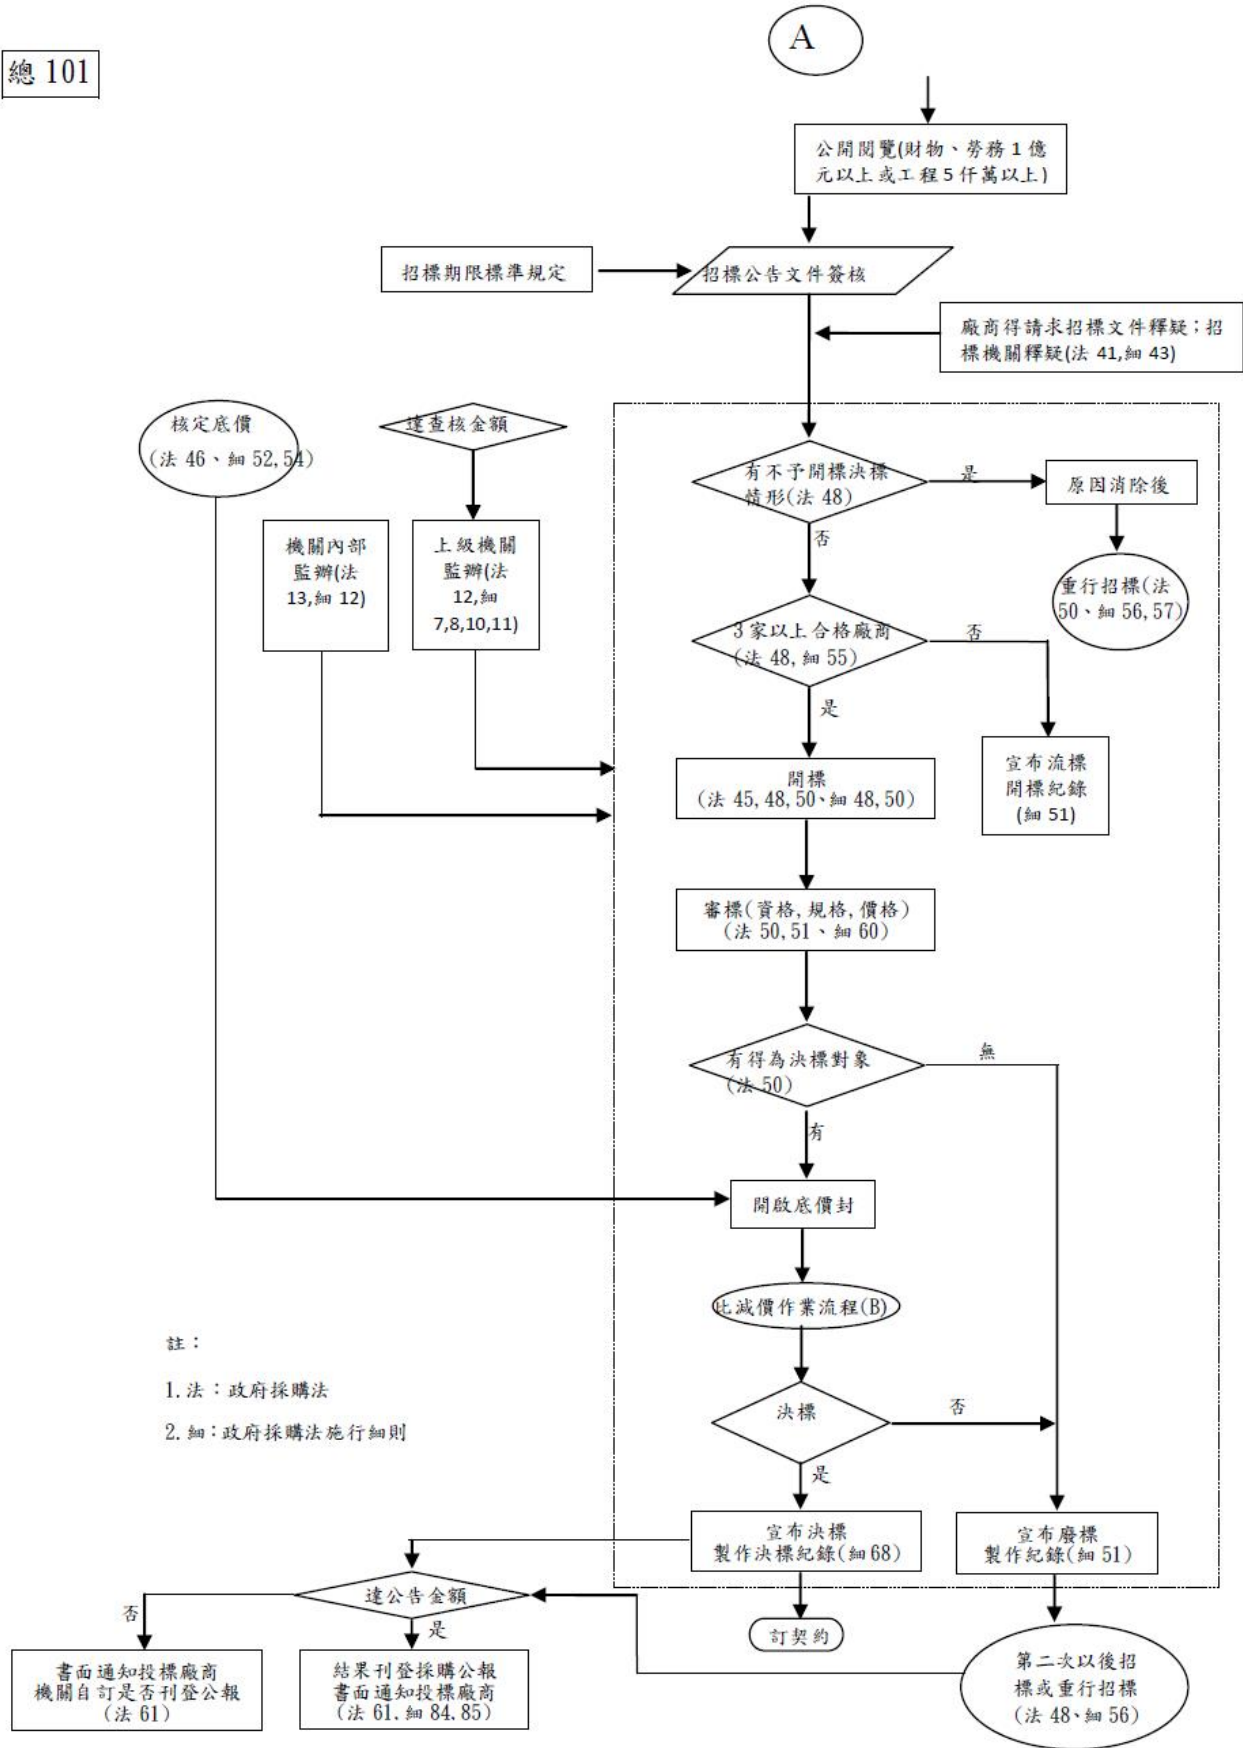 總 101
A
公開閱覽(財物、勞務 1 億
元以上或工程 5 仟萬以上)
招標期限標準規定
招標公告文件簽核
廠商得請求招標文件釋疑；招
標機關釋疑(法 41,細 43)
核定底價
(法 46、細 52,54)
達查核金額
有不予開標決標
情形(法 48)
是
原因消除後
否
機關內部
監辦(法
13,細 12)
上級機關
監辦(法
12,細
7,8,10,11)
重行招標(法
50、細 56,57)
3 家以上合格廠商
(法 48,細 55)
否
是
宣布流標
開標紀錄
(細 51)
開標
(法 45,48,50、細 48,50)
審標(資格,規格,價格)
(法 50,51、細 60)
有得為決標對象
(法 50)
無
有
開啟底價封
比減價作業流程(B)
註：
1.法：政府採購法
2.細：政府採購法施行細則
決標
否
是
宣布決標
製作決標紀錄(細 68)
宣布廢標
製作紀錄(細 51)
達公告金額
否
是
訂契約
書面通知投標廠商
機關自訂是否刊登公報
(法 61)
結果刊登採購公報
書面通知投標廠商
(法 61.細 84.85)
第二次以後招
標或重行招標
(法 48、細 56)